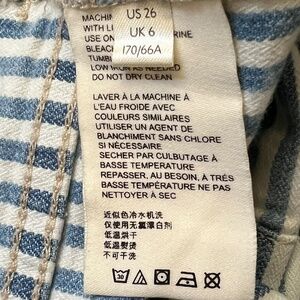 US 26
UK 6
170/66A
MACHIN
WITH LI
USE ON RINE
BLEAC
TUMBL
LOW IRON AS NEEDED
DO NOT DRY CLEAN
LAVER À LA MACHINE À
L'EAU FROIDE AVEC
COULEURS SIMILAIRES
UTILISER UN AGENT DE
BLANCHIMENT SANS CHLORE
SI NÉCESSAIRE
SECHER PAR CULBUTAGE À
BASSE TEMPÉRATURE
REPASSER, AU BESOIN, À TRÈS
BASSE TEMPÉRATURE NE PAS
NETTOYER À SEC
近似色冷水机洗
仅使用无氯漂白剂
低温烘干
低温熨烫
不可干洗